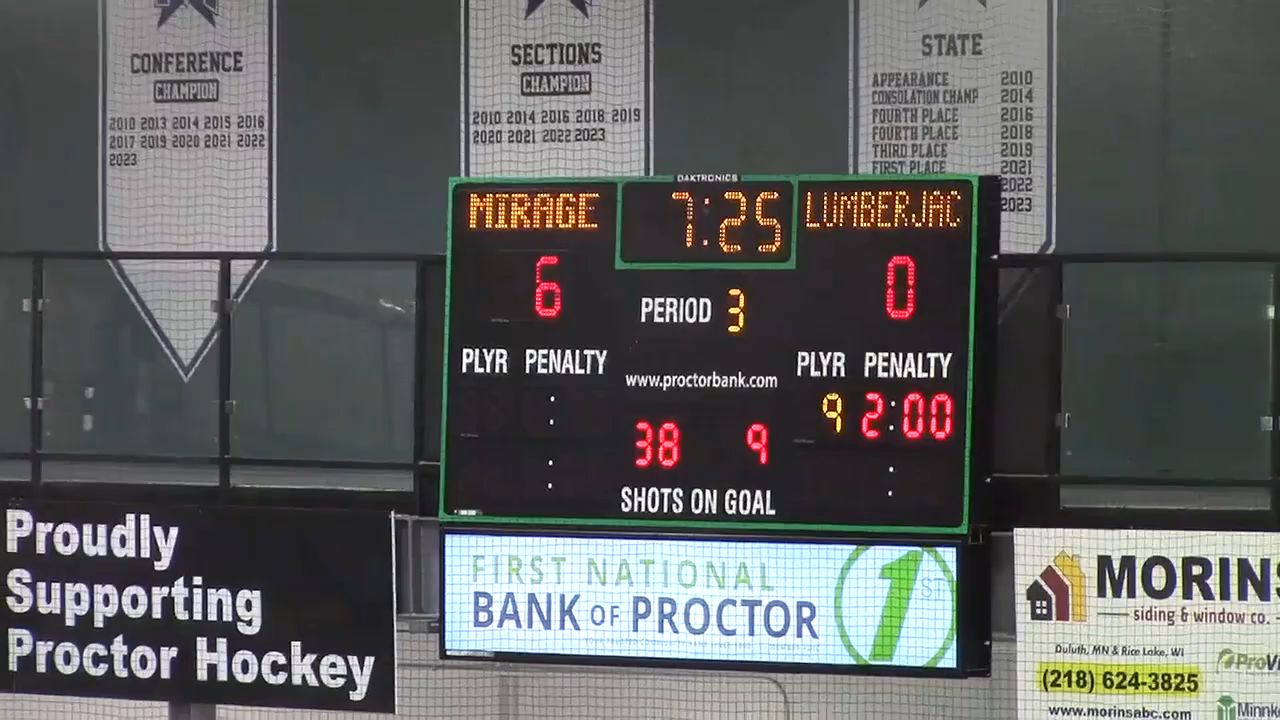 CONFERENCE
CHAMPION
2010 2013 2014 2015 2016
2017 2019 2020 2021 2022
2023
SECTIONS
CHAMPION
2010 2014 2016 2018 2019
2020 2021 2022 2023
STATE
APPEARANCE 2010
CONSOLATION CHAMP 2014
FOURTH PLACE 2016
FOURTH PLACE 2018
THIRD PLACE 2019
FIRST PLACE 2021
2022
2023
DAKTRONICS
MIRAGE 7:25 LUMBERJAC
6 PERIOD 3 0
PLYR PENALTY PLYR PENALTY
www.proctorbank.com
9 2:00
38 9
SHOTS ON GOAL
FIRST NATIONAL
BANK OF PROCTOR
1ST
Proudly
Supporting
Proctor Hockey
MORINS
siding & window co.
Duluth, MN & Rice Lake, WI
(218) 624-3825
www.morinsabc.com